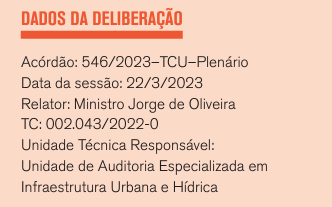 DADOS DA DELIBERAÇÃO
Acórdão: 546/2023–TCU–Plenário
Data da sessão: 22/3/2023
Relator: Ministro Jorge de Oliveira
TC: 002.043/2022-0
Unidade Técnica Responsável:
Unidade de Auditoria Especializada em
Infraestrutura Urbana e Hídrica